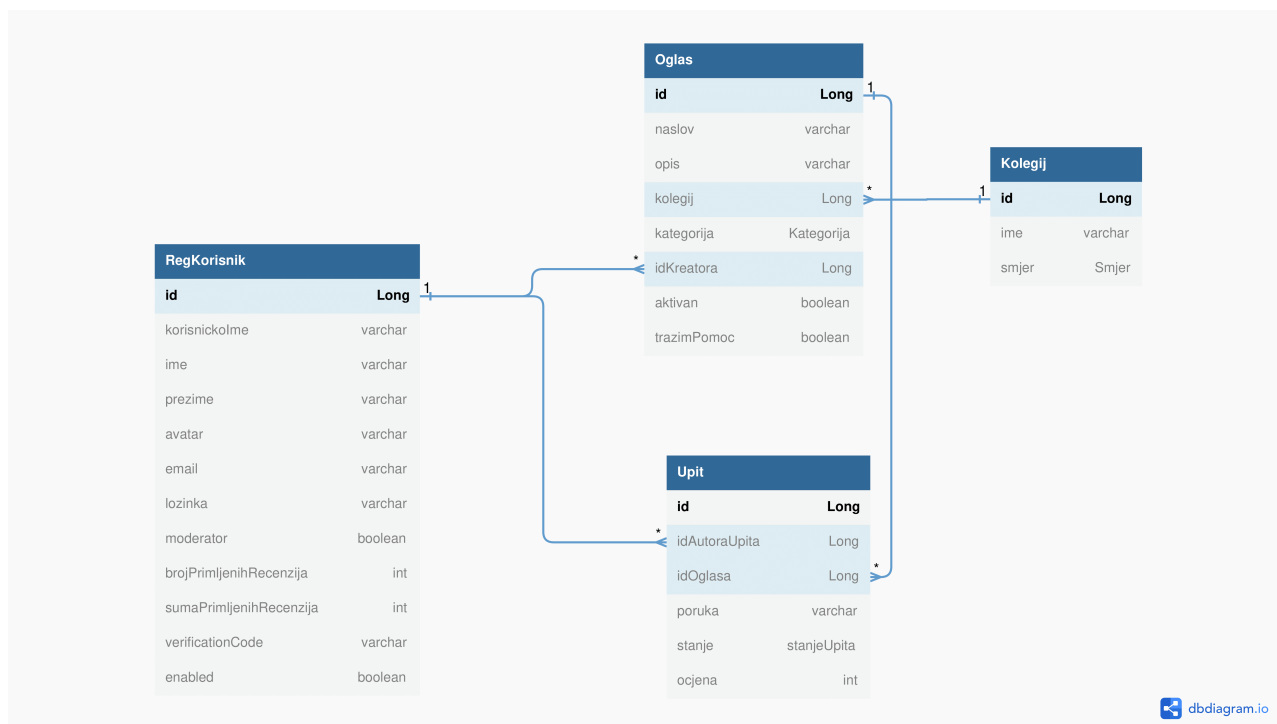 Oglas
id Long
naslov varchar
opis varchar
kolegij Long
kategorija Kategorija
idKreatora Long
aktivan boolean
trazimPomoc boolean
1
*
*
Kolegij
id Long
ime varchar
smjer Smjer
1
RegKorisnik
id Long
korisnickoIme varchar
ime varchar
prezime varchar
avatar varchar
email varchar
lozinka varchar
moderator boolean
brojPrimljenihRecenzija int
sumaPrimljenihRecenzija int
verificationCode varchar
enabled boolean
1
Upit
id Long
idAutoraUpita Long
idOglasa Long
poruka varchar
stanje stanjeUpita
ocjena int
*
*
dbdiagram.io